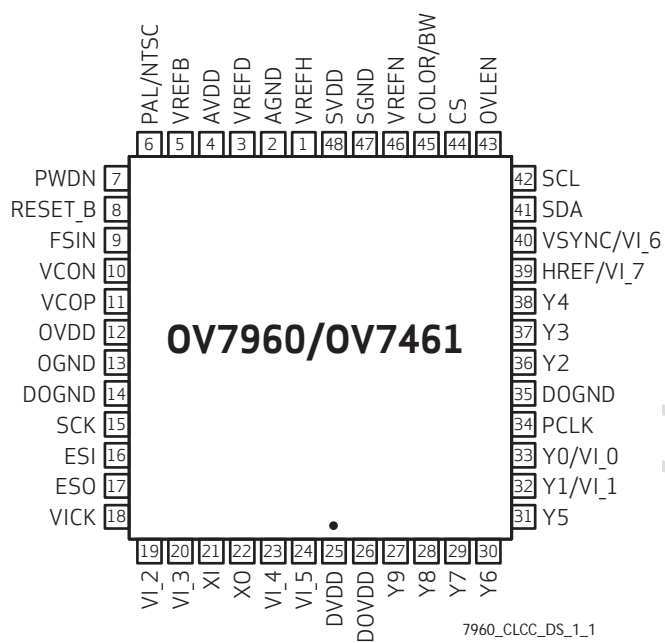 PAL/NTSC
VREFB
AVDD
VREFD
AGND
VREFH
SVDD
SGND
VREFN
COLOR/BW
CS
OVLEN
6 5 4 3 2 1 48 47 46 45 44 43
PWDN 7
RESET_B 8
FSIN 9
VCON 10
VCOP 11
OVDD 12
OGND 13
DOGND 14
SCK 15
ESI 16
ESO 17
VICK 18
OV7960/OV7461
42 SCL
41 SDA
40 VSYNC/VI_6
39 HREF/VI_7
38 Y4
37 Y3
36 Y2
35 DOGND
34 PCLK
33 Y0/VI_0
32 Y1/VI_1
31 Y5
19 20 21 22 23 24 25 26 27 28 29 30
VI_2
VI_3
XI
XO
VI_4
VI_5
DVDD
DOVDD
Y9
Y8
Y7
Y6
7960_CLCC_DS_1_1